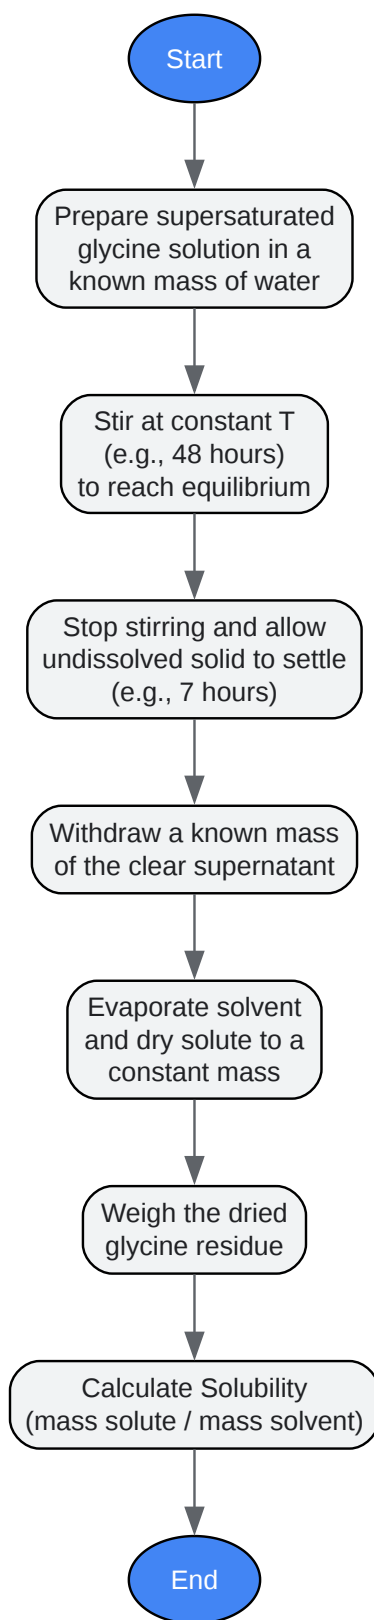 Start
Prepare supersaturated
glycine solution in a
known mass of water
Stir at constant T
(e.g., 48 hours)
to reach equilibrium
Stop stirring and allow
undissolved solid to settle
(e.g., 7 hours)
Withdraw a known mass
of the clear supernatant
Evaporate solvent
and dry solute to a
constant mass
Weigh the dried
glycine residue
Calculate Solubility
(mass solute / mass solvent)
End